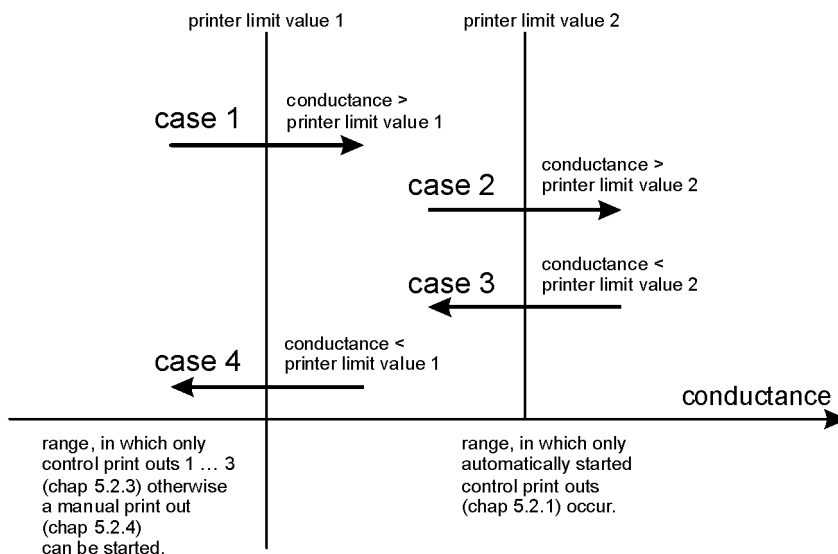 printer limit value 1
printer limit value 2
case 1
conductance >
printer limit value 1
case 2
conductance >
printer limit value 2
case 3
conductance <
printer limit value 2
case 4
conductance <
printer limit value 1
conductance
range, in which only
control print outs 1 ... 3
(chap 5.2.3) otherwise
a manual print out
(chap 5.2.4)
can be started.
range, in which only
automatically started
control print outs
(chap 5.2.1) occur.